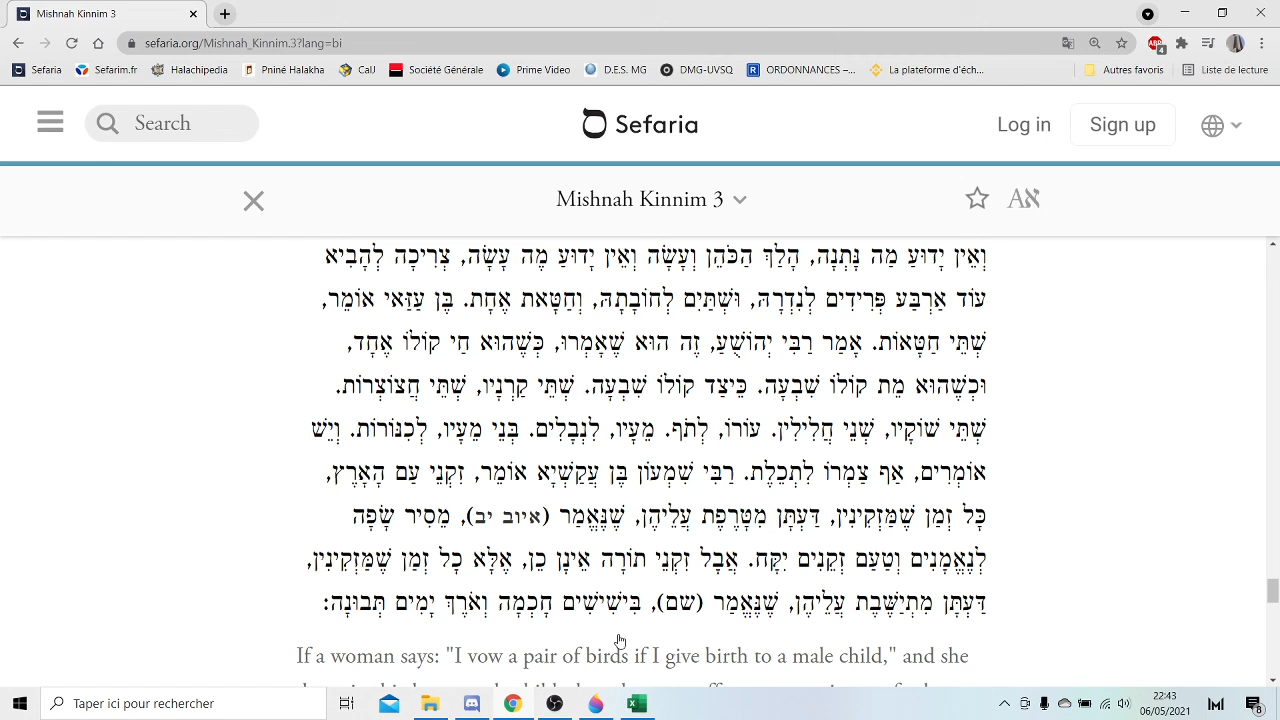 Mishnah Kinnim 3
sefaria.org/Mishnah_Kinnim.3?lang=bi
Sefaria
Sefaring
Halachipedia
Pniné Halakha
CalJ
Société Générale
Prime Video
D.E.S. MG
DMG-UVSQ
ORDONNANCES –...
La plateforme d'éch...
Autres favoris
Liste de lecture
Search
Sefaria
Log in
Sign up
Mishnah Kinnim 3
וְאֵין יָדוּעַ מַה נָּתְנָה, הָלַךְ הַכֹּהֵן וְעָשָׂה וְאֵין יָדוּעַ מֶה עָשָׂה, צְרִיכָה לְהָבִיא
עוֹד אַרְבַּע פְּרִידִים לְנִדְרָהּ, וּשְׁתַּיִם לְחוֹבָתָהּ, וְחַטָּאת אֶחָת. בֶּן עַזַּאי אוֹמֵר,
שְׁתֵּי חַטָּאוֹת. אָמַר רַבִּי יְהוֹשֻׁעַ, זֶה הוּא שֶׁאָמְרוּ, כְּשֶׁהוּא חַי קוֹלוֹ אֶחָד,
וּכְשֶׁהוּא מֵת קוֹלוֹ שִׁבְעָה. כֵּיצַד קוֹלוֹ שִׁבְעָה. שְׁתֵּי קַרְנָיו, שְׁתֵּי חֲצוֹצְרוֹת.
שְׁתֵּי שׁוֹקָיו, שְׁנֵי חֲלִילִין. עוֹרוֹ, לְתֹף. מֵעָיו, לִנְבָלִים. בְּנֵי מֵעָיו, לְכִנּוֹרוֹת. וְיֵשׁ
אוֹמְרִים, אַף צַמְרוֹ לִתְכֵלֶת. רַבִּי שִׁמְעוֹן בֶּן עֲקַשְׁיָא אוֹמֵר, זִקְנֵי עַם הָאָרֶץ,
כָּל זְמַן שֶׁמַּזְקִינִין, דַּעְתָּן מִטָּרֶפֶת עֲלֵיהֶן, שֶׁנֶּאֱמַר (איוב יב), מֵסִיר שָׂפָה
לְנֶאֱמָנִים וְטַעַם זְקֵנִים יִקָּח. אֲבָל זִקְנֵי תוֹרָה אֵינָן כֵּן, אֶלָּא כָל זְמַן שֶׁמַּזְקִינִין,
דַּעְתָּן מִתְיַשֶּׁבֶת עֲלֵיהֶן, שֶׁנֶּאֱמַר (שם), בִּישִׁישִׁים חָכְמָה וְאֹרֶךְ יָמִים תְּבוּנָה:
If a woman says: "I vow a pair of birds if I give birth to a male child," and she
Taper ici pour rechercher
22:43
06/05/2021